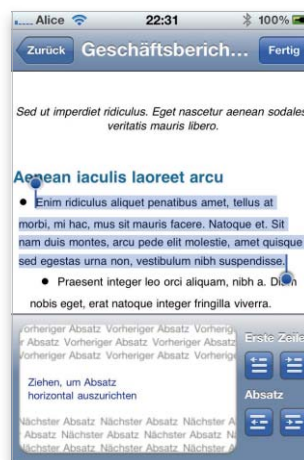 Alice 22:31 100%
Zurück Geschäftsberich… Fertig
Sed ut imperdiet ridiculus. Eget nascetur aenean sodales
veritatis mauris libero.
Aenean iaculis laoreet arcu
● Enim ridiculus aliquet penatibus amet, tellus at
morbi, mi hac, mus sit mauris facere. Natoque et. Sit
nam duis montes, arcu pede elit molestie, amet quisque
sed egestas urna non, vestibulum nibh suspendisse.
● Praesent integer leo orci aliquam, nibh a. Diam
nobis eget, erat natoque integer fringilla viverra.
vorheriger Absatz Vorheriger Absatz Vorherig
r Absatz Vorheriger Absatz Vorheriger Absatz
Vorheriger Absatz Vorheriger Absatz Vorherige
Erste Zeile
Ziehen, um Absatz
horizontal auszurichten
Absatz
Nächster Absatz Nächster Absatz Nächster
Absatz Nächster Absatz Nächster Absatz Nä
Nächster Absatz Nächster Absatz Nächster A